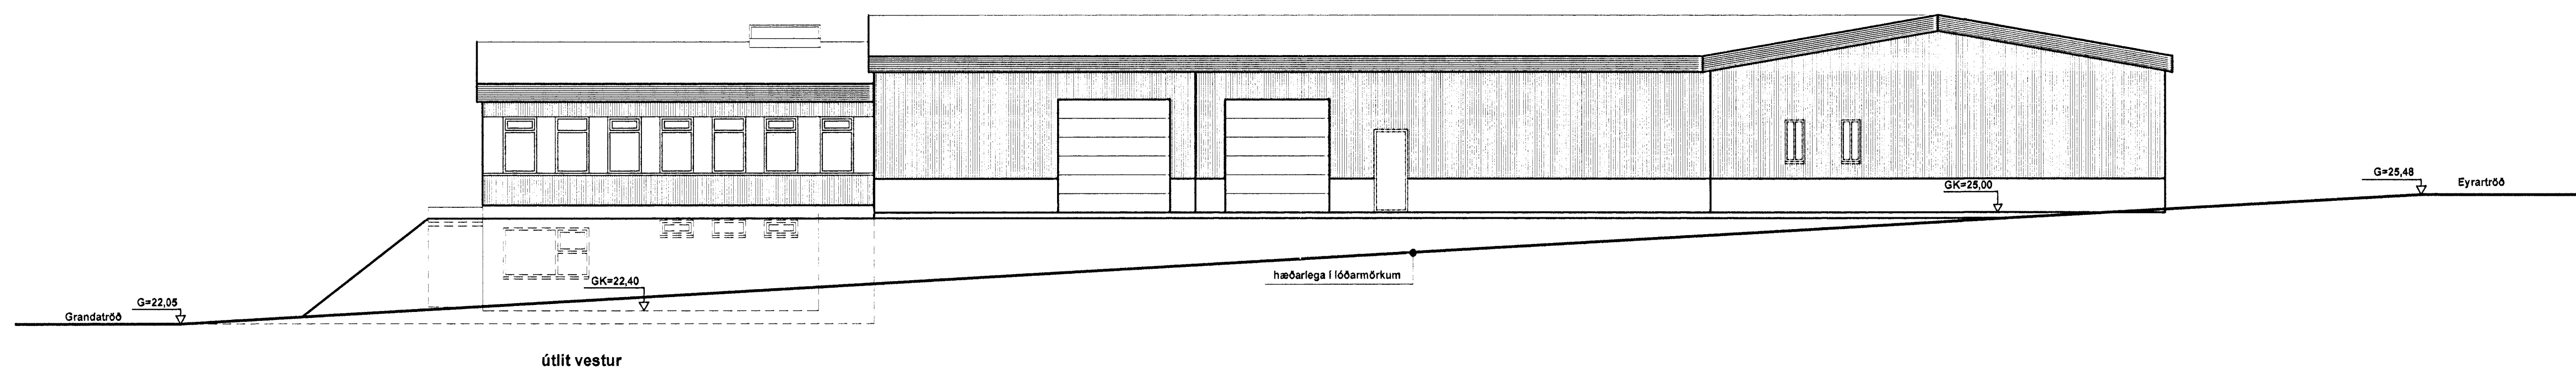 G=25,48
Eyrartröð
GK=25,00
hæðarlega í lóðarmörkum
GK=22,40
G=22,05
Grandatröð
útlit vestur